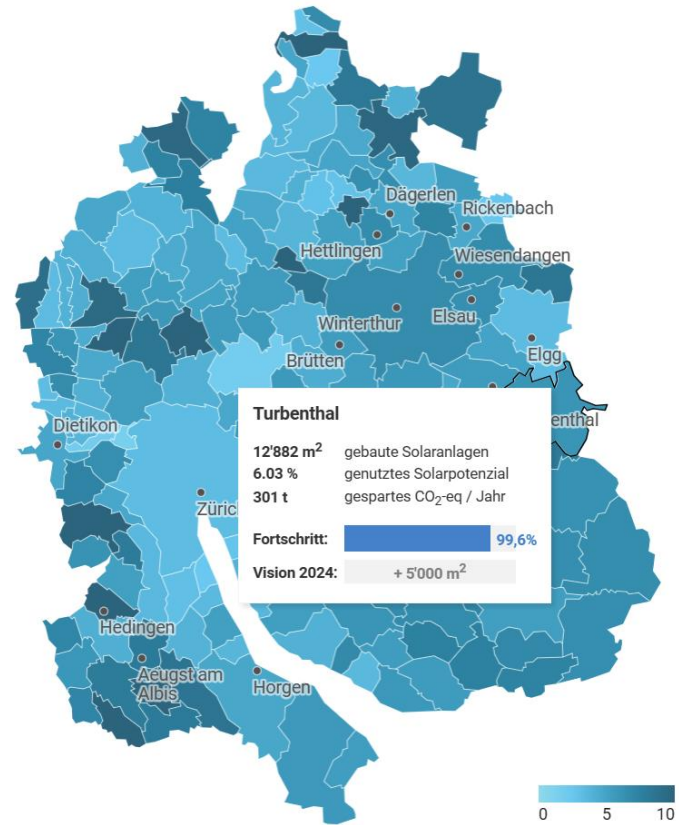 Dägerlen
Rickenbach
Hettlingen
Wiesendangen
Winterthur
Elsau
Brütten
Elgg
enthal
Dietikon
Züric
Turbenthal
12'882 m² gebaute Solaranlagen
6.03 % genutztes Solarpotenzial
301 t gespartes CO₂-eq / Jahr
Fortschritt: 99,6%
Vision 2024: + 5'000 m²
Hedingen
Aeugst am
Albis
Horgen
0 5 10